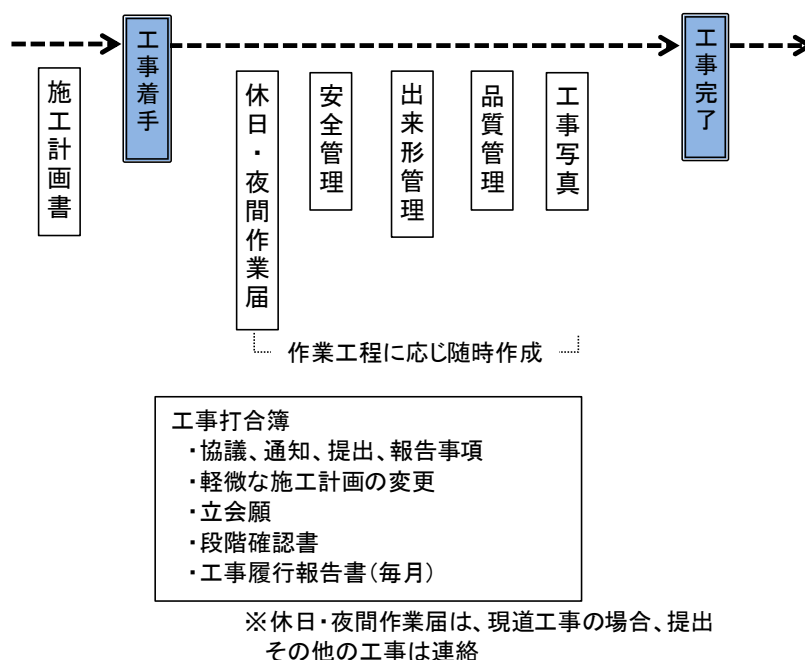 工事着手
工事完了
施工計画書
休日・夜間作業届
安全管理
出来形管理
品質管理
工事写真
作業工程に応じ随時作成
工事打合簿
・協議、通知、提出、報告事項
・軽微な施工計画の変更
・立会願
・段階確認書
・工事履行報告書(毎月)
※休日・夜間作業届は、現道工事の場合、提出
その他の工事は連絡